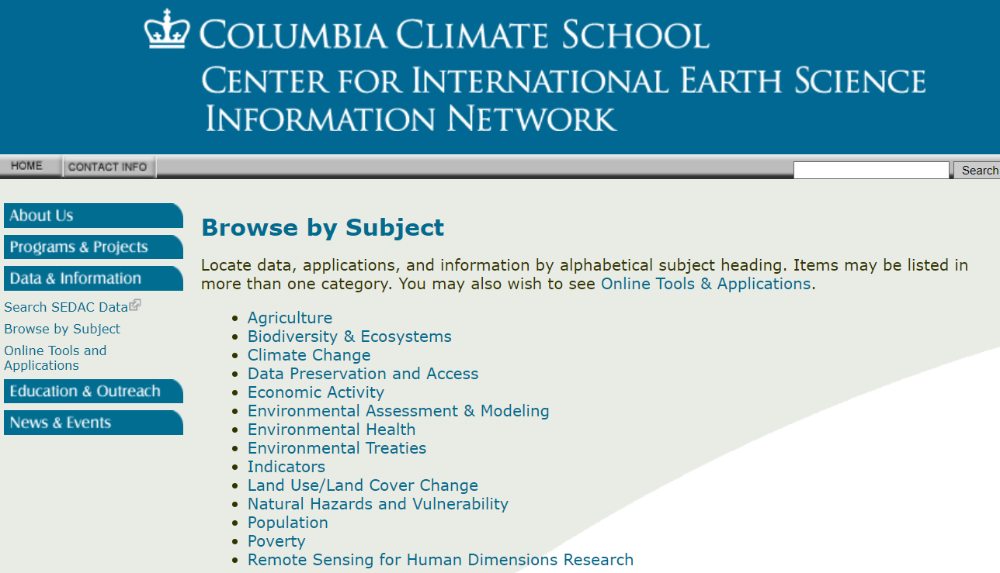 COLUMBIA CLIMATE SCHOOL
CENTER FOR INTERNATIONAL EARTH SCIENCE
INFORMATION NETWORK
HOME
CONTACT INFO
Search
About Us
Programs & Projects
Data & Information
Search SEDAC Data
Browse by Subject
Online Tools and
Applications
Education & Outreach
News & Events
Browse by Subject
Locate data, applications, and information by alphabetical subject heading. Items may be listed in
more than one category. You may also wish to see Online Tools & Applications.
• Agriculture
• Biodiversity & Ecosystems
• Climate Change
• Data Preservation and Access
• Economic Activity
• Environmental Assessment & Modeling
• Environmental Health
• Environmental Treaties
• Indicators
• Land Use/Land Cover Change
• Natural Hazards and Vulnerability
• Population
• Poverty
• Remote Sensing for Human Dimensions Research